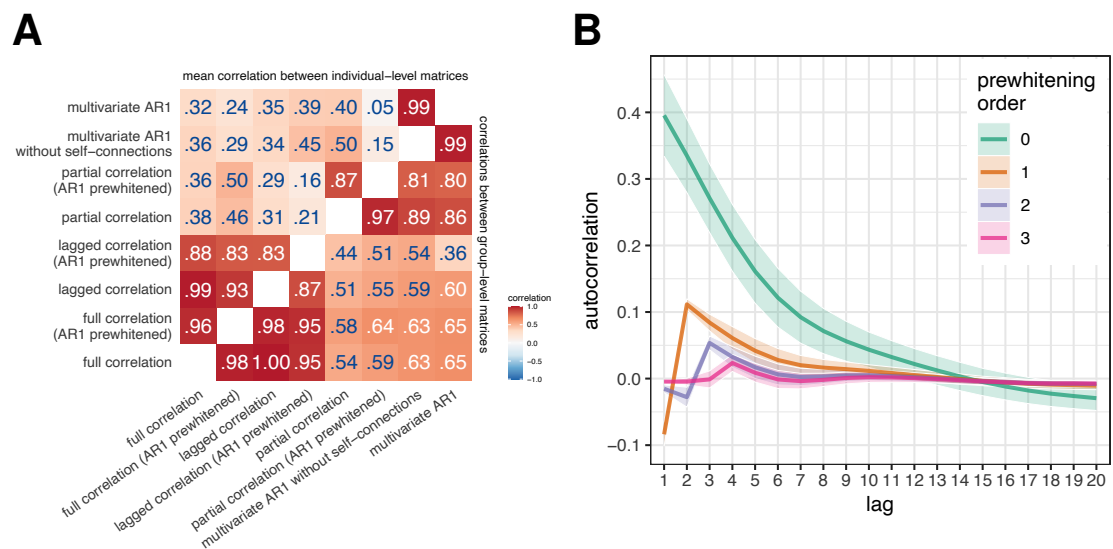 A
mean correlation between individual−level matrices
multivariate AR1
.32 .24 .35 .39 .40 .05 .99
multivariate AR1
without self−connections
.36 .29 .34 .45 .50 .15 .99
partial correlation
(AR1 prewhitened)
.36 .50 .29 .16 .87 .81 .80
partial correlation
.38 .46 .31 .21 .97 .89 .86
lagged correlation
(AR1 prewhitened)
.88 .83 .83 .44 .51 .54 .36
lagged correlation
.99 .93 .87 .51 .55 .59 .60
full correlation
(AR1 prewhitened)
.96 .98 .95 .58 .64 .63 .65
full correlation
.98 1.00 .95 .54 .59 .63 .65
full correlation
full correlation (AR1 prewhitened)
lagged correlation
lagged correlation (AR1 prewhitened)
partial correlation
partial correlation (AR1 prewhitened)
multivariate AR1 without self−connections
multivariate AR1
correlations between group−level matrices
correlation
1.0
0.5
0.0
−0.5
−1.0
B
autocorrelation
0.4
0.3
0.2
0.1
0.0
−0.1
1 2 3 4 5 6 7 8 9 10 11 12 13 14 15 16 17 18 19 20
lag
prewhitening
order
0
1
2
3